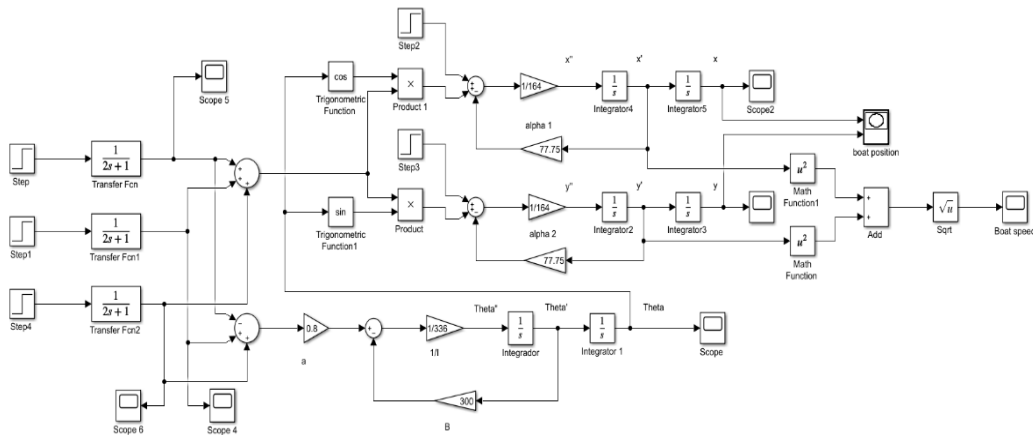 Step2
cos
Trigonometric
Function
×
Product 1
+
+
−
1/164
x''
1
s
Integrator4
x'
1
s
Integrator5
x
Scope2
Scope 5
alpha 1
77.75
boat position
Step
1
2s + 1
Transfer Fcn
+
+
+
Step3
sin
Trigonometric
Function1
×
Product
+
+
−
1/164
y''
1
s
Integrator2
y'
1
s
Integrator3
y
u²
Math
Function1
+
+
Add
√u
Sqrt
Boat speed
alpha 2
77.75
u²
Math
Function
Step1
1
2s + 1
Transfer Fcn1
Step4
1
2s + 1
Transfer Fcn2
−
+
+
0.8
a
+
−
1/336
1/I
Theta''
1
s
Integrador
Theta'
1
s
Integrator 1
Theta
Scope
300
B
Scope 6
Scope 4